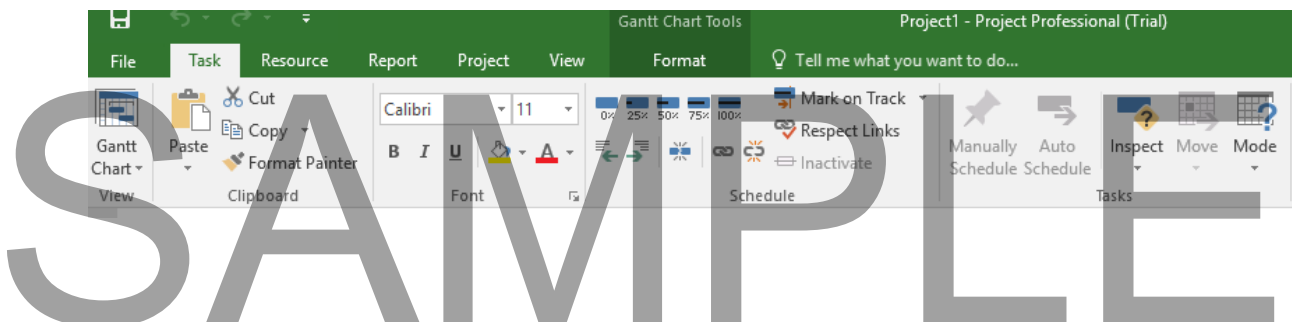 Gantt Chart Tools Project1 - Project Professional (Trial)
File Task Resource Report Project View Format Tell me what you want to do...
Gantt Chart
Paste
Cut
Copy
Format Painter
Calibri 11
B I U A
0% 25% 50% 75% 100%
Mark on Track
Respect Links
Inactivate
Manually Schedule
Auto Schedule
Inspect
Move
Mode
View Clipboard Font Schedule Tasks
SAMPLE